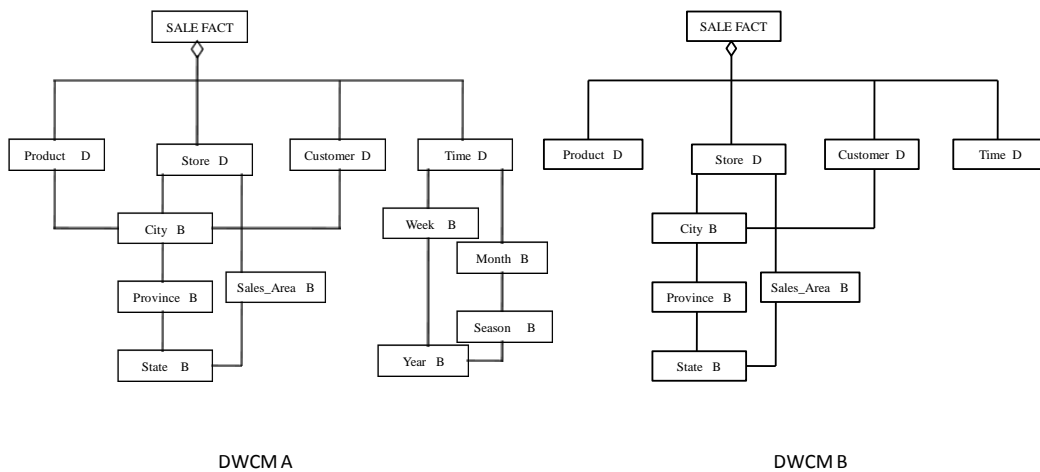 SALE FACT
Product D
Store D
Customer D
Time D
City B
Week B
Month B
Province B
Sales_Area B
Season B
State B
Year B
DWCM A
SALE FACT
Product D
Store D
Customer D
Time D
City B
Province B
Sales_Area B
State B
DWCM B